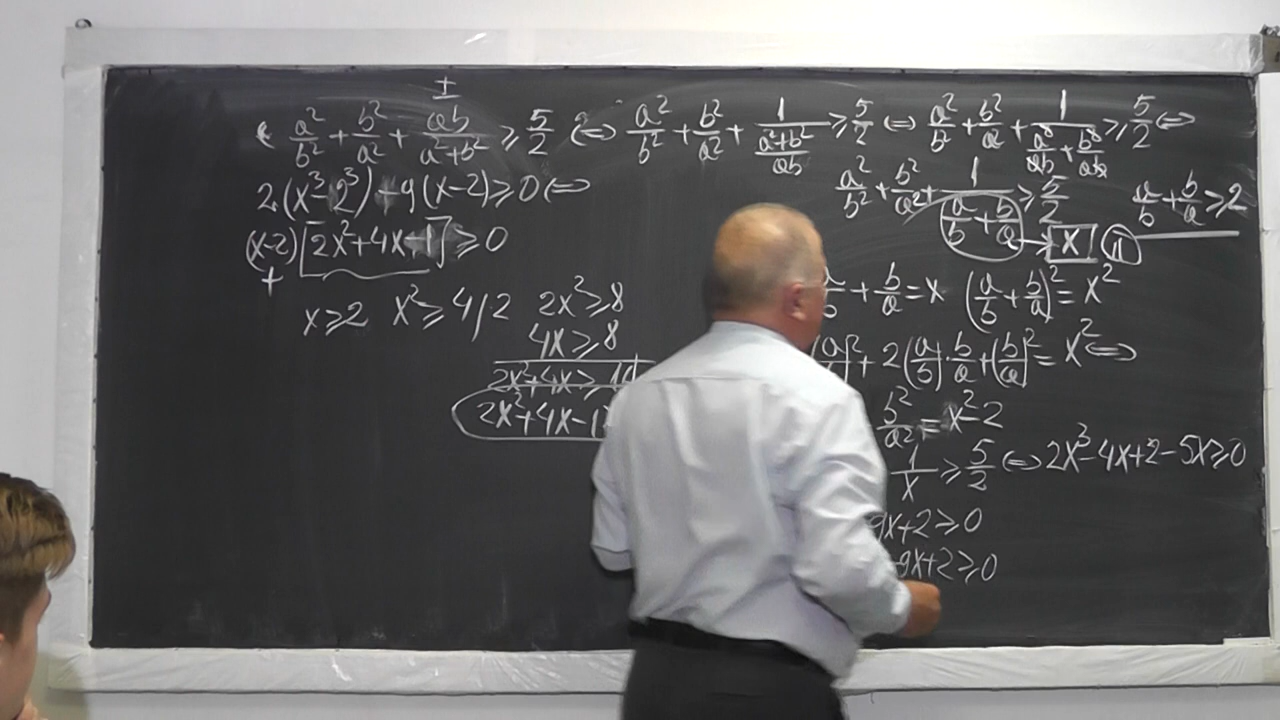 ±
a²/b² + b²/a² + ab/(a²+b²) ≥ 5/2 ⇔ a²/b² + b²/a² + 1/((a²+b²)/ab) ≥ 5/2 ⇔ a²/b² + b²/a + 1/(a²/ab + b²/ab) ≥ 5/2 ⇔
2(x³-2³)-9(x-2)≥0 ⇔
a²/b² + b²/a² + 1/(a/b + b/a) ≥ 5/2
a/b + b/a ≥ 2
→ x
(x-2)[2x²+4x-1] ≥ 0
+
x≥2 x²≥4/·2 2x²≥8
4x≥8
2x²+4x≥16
2x²+4x-1
+ b/a = x (a/b + b/a)² = x²
+ 2(a/b)·b/a + (b/a)² = x² ⇔
b²/a² = x²-2
1/x ≥ 5/2 ⇔ 2x³-4x+2-5x≥0
9x+2≥0
-9x+2≥0